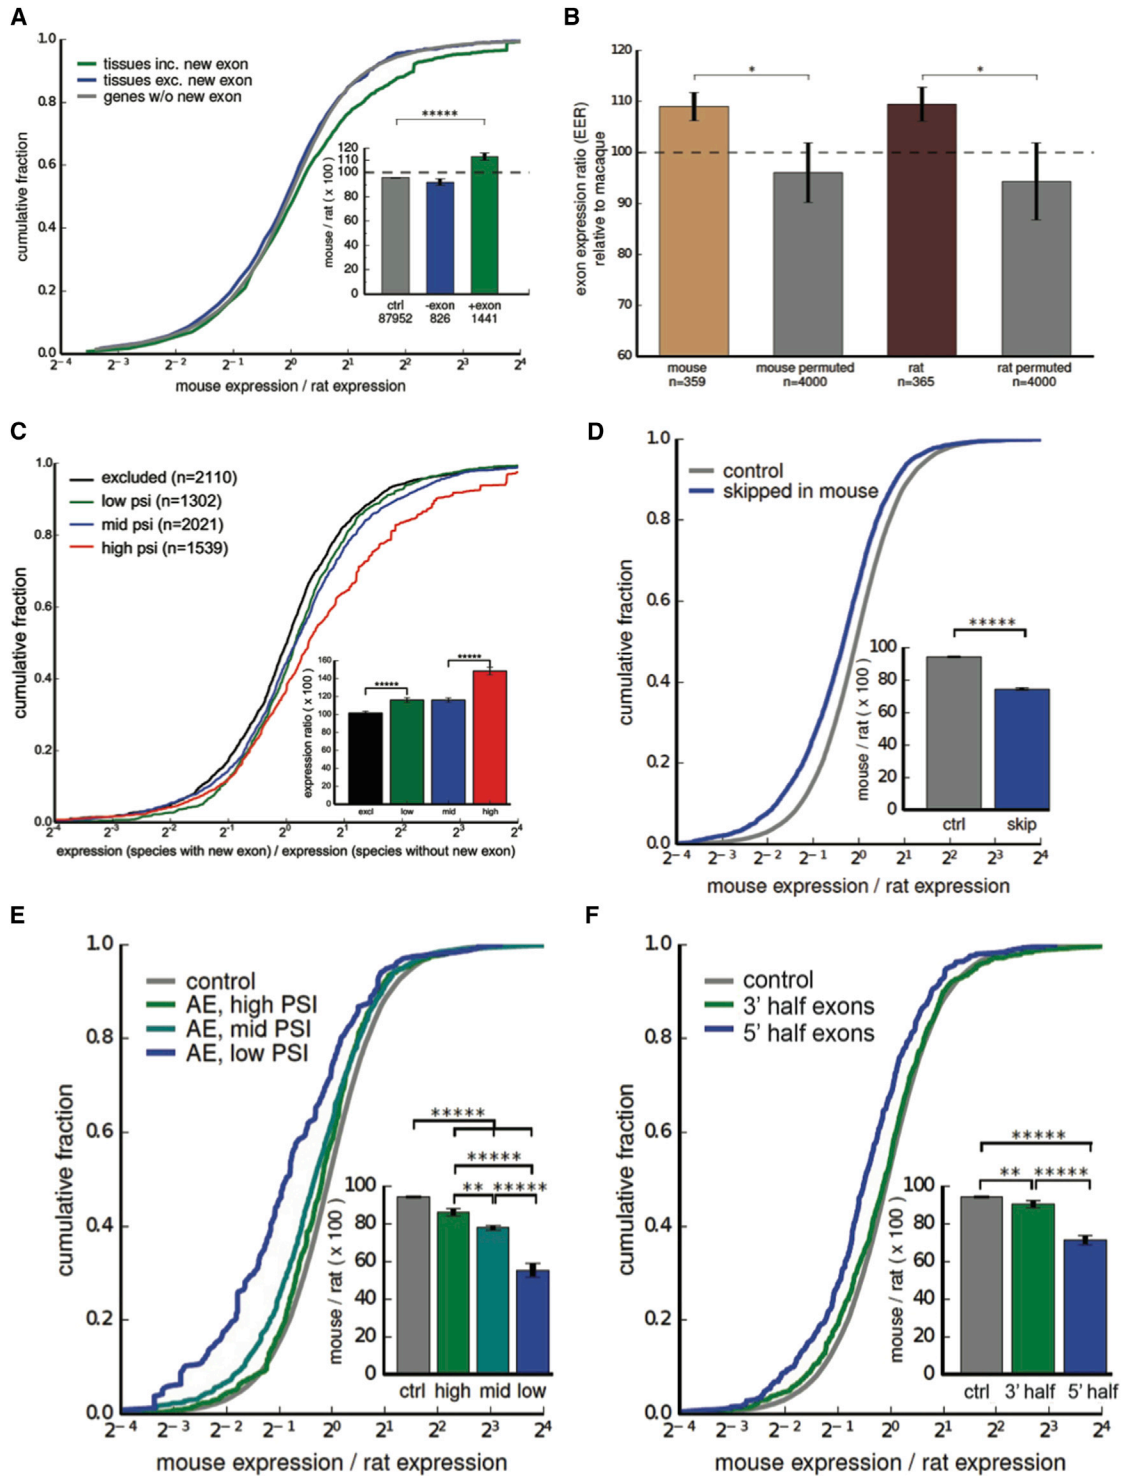 A
1.0
0.8
0.6
0.4
0.2
0.0
cumulative fraction
tissues inc. new exon
tissues exc. new exon
genes w/o new exon
*****
120
100
80
60
40
20
0
mouse / rat ( x 100 )
ctrl -exon +exon
87952 826 1441
2⁻⁴ 2⁻³ 2⁻² 2⁻¹ 2⁰ 2¹ 2² 2³ 2⁴
mouse expression / rat expression
B
120
110
100
90
80
70
60
exon expression ratio (EER)
relative to macaque
* *
mouse mouse permuted rat rat permuted
n=359 n=4000 n=365 n=4000
C
1.0
0.8
0.6
0.4
0.2
0.0
cumulative fraction
excluded (n=2110)
low psi (n=1302)
mid psi (n=2021)
high psi (n=1539)
***** *****
160
140
120
100
80
60
40
20
0
expression ratio ( x 100 )
excl low mid high
2⁻⁴ 2⁻³ 2⁻² 2⁻¹ 2⁰ 2¹ 2² 2³ 2⁴
expression (species with new exon) / expression (species without new exon)
D
1.0
0.8
0.6
0.4
0.2
0.0
cumulative fraction
control
skipped in mouse
*****
100
80
60
40
20
0
mouse / rat ( x 100 )
ctrl skip
2⁻⁴ 2⁻³ 2⁻² 2⁻¹ 2⁰ 2¹ 2² 2³ 2⁴
mouse expression / rat expression
E
1.0
0.8
0.6
0.4
0.2
0.0
cumulative fraction
control
AE, high PSI
AE, mid PSI
AE, low PSI
*****
*****
** *****
100
80
60
40
20
0
mouse / rat ( x 100 )
ctrl high mid low
2⁻⁴ 2⁻³ 2⁻² 2⁻¹ 2⁰ 2¹ 2² 2³ 2⁴
mouse expression / rat expression
F
1.0
0.8
0.6
0.4
0.2
0.0
cumulative fraction
control
3' half exons
5' half exons
*****
** *****
100
80
60
40
20
0
mouse / rat ( x 100 )
ctrl 3' half 5' half
2⁻⁴ 2⁻³ 2⁻² 2⁻¹ 2⁰ 2¹ 2² 2³ 2⁴
mouse expression / rat expression